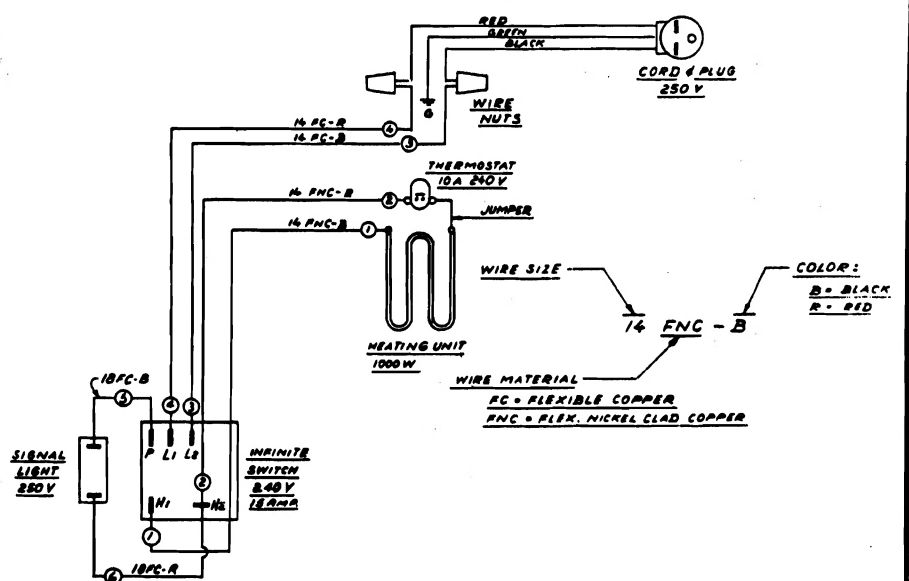 RED
GREEN
BLACK
CORD & PLUG
250 V
WIRE
NUTS
G
14 FC-R
4
14 FC-B
3
THERMOSTAT
10A 240V
14 FNC-R
2
JUMPER
14 FNC-B
1
HEATING UNIT
1000W
WIRE SIZE
COLOR:
B = BLACK
R = RED
14 FNC - B
WIRE MATERIAL
FC = FLEXIBLE COPPER
FNC = FLEX. NICKEL CLAD COPPER
18FC-B
5
4
3
P L1 L2
SIGNAL
LIGHT
250 V
INFINITE
SWITCH
240 V
15 AMP
2
H1
H2
1
6
18FC-R